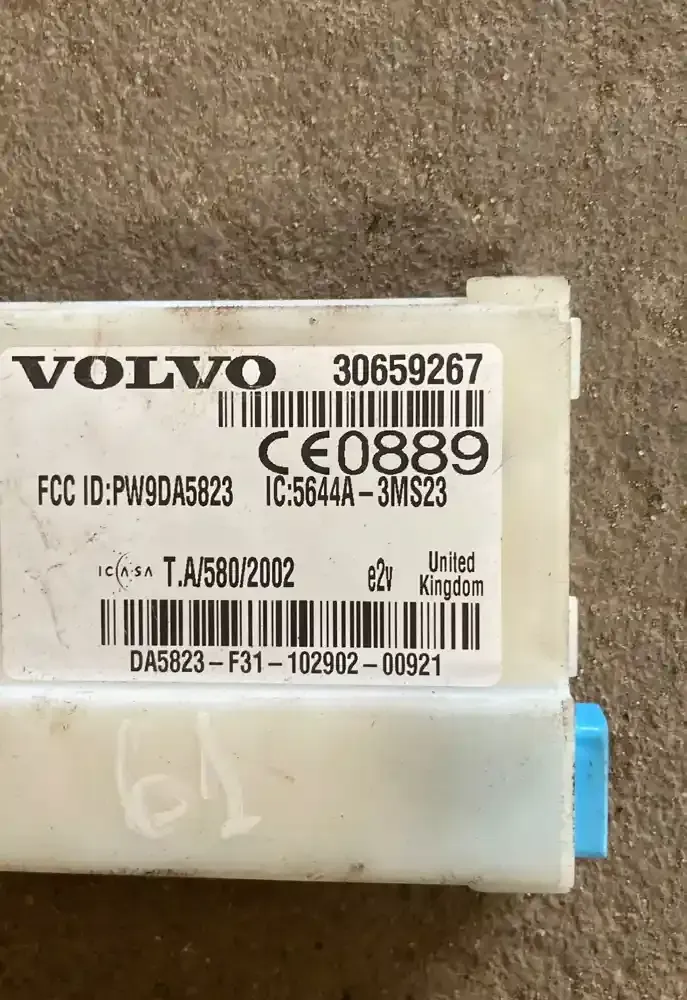 VOLVO 30659267
CE0889
FCC ID:PW9DA5823 IC:5644A-3MS23
ICASA T.A/580/2002 e2v United Kingdom
DA5823-F31-102902-00921
61